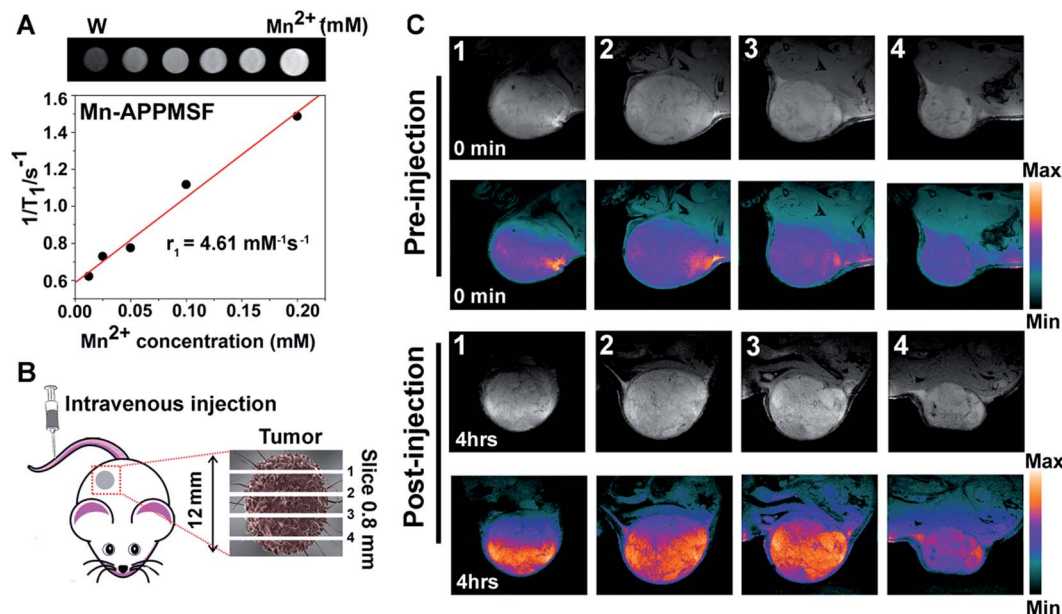 A
W
Mn²⁺ (mM)
1.6
1.4
1.2
1.0
0.8
0.6
1/T₁/s⁻¹
Mn-APPMSF
r₁ = 4.61 mM⁻¹s⁻¹
0.00 0.05 0.10 0.15 0.20
Mn²⁺ concentration (mM)
B
Intravenous injection
Tumor
12mm
1
2
3
4
Slice 0.8 mm
C
Pre-injection
1 2 3 4
0 min
0 min
Max
Min
Post-injection
1 2 3 4
4hrs
4hrs
Max
Min